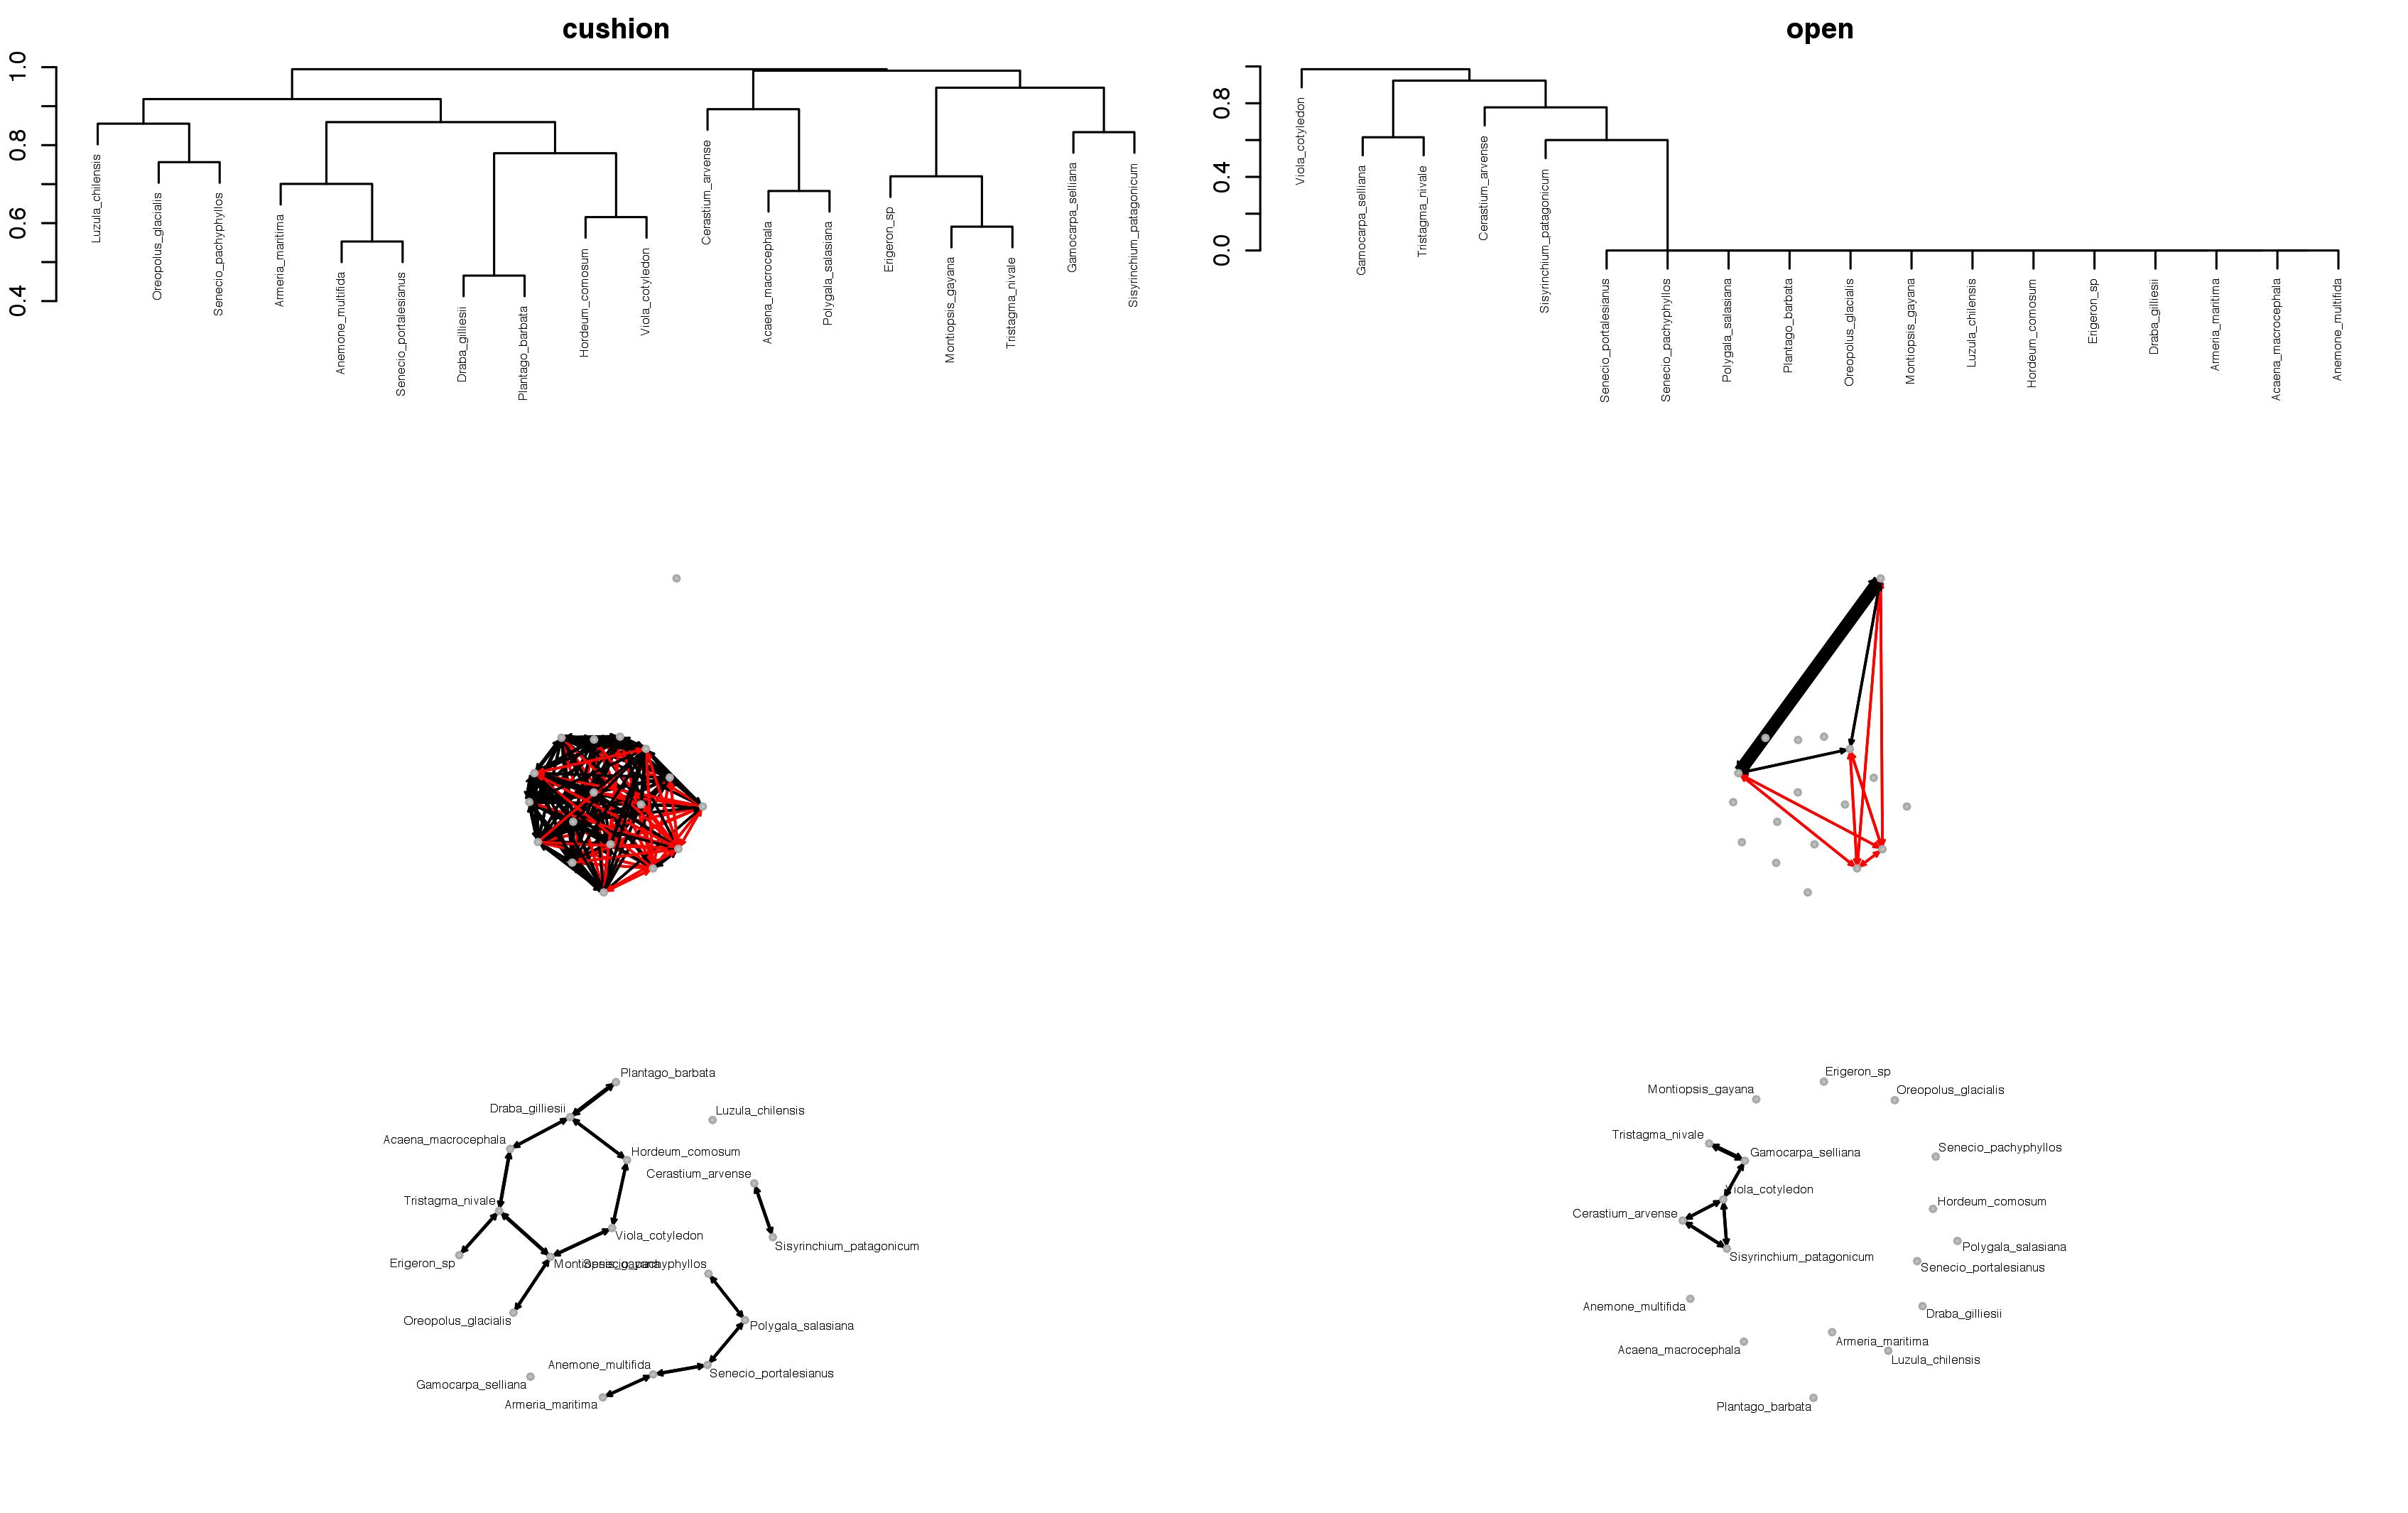 cushion
1.0
0.8
0.6
0.4
Luzula_chilensis
Oreopolus_glacialis
Senecio_pachyphyllos
Armeria_maritima
Anemone_multifida
Senecio_portalesianus
Draba_gilliesii
Plantago_barbata
Hordeum_comosum
Viola_cotyledon
Cerastium_arvense
Acaena_macrocephala
Polygala_salasiana
Erigeron_sp
Montiopsis_gayana
Tristagma_nivale
Gamocarpa_selliana
Sisyrinchium_patagonicum
open
0.8
0.4
0.0
Viola_cotyledon
Gamocarpa_selliana
Tristagma_nivale
Cerastium_arvense
Sisyrinchium_patagonicum
Senecio_portalesianus
Senecio_pachyphyllos
Polygala_salasiana
Plantago_barbata
Oreopolus_glacialis
Montiopsis_gayana
Luzula_chilensis
Hordeum_comosum
Erigeron_sp
Draba_gilliesii
Armeria_maritima
Acaena_macrocephala
Anemone_multifida
Plantago_barbata
Draba_gilliesii
Luzula_chilensis
Acaena_macrocephala
Hordeum_comosum
Cerastium_arvense
Tristagma_nivale
Viola_cotyledon
Sisyrinchium_patagonicum
Erigeron_sp
Montiopsis_gayana
Senecio_pachyphyllos
Oreopolus_glacialis
Polygala_salasiana
Anemone_multifida
Senecio_portalesianus
Gamocarpa_selliana
Armeria_maritima
Erigeron_sp
Montiopsis_gayana
Oreopolus_glacialis
Tristagma_nivale
Gamocarpa_selliana
Senecio_pachyphyllos
Viola_cotyledon
Hordeum_comosum
Cerastium_arvense
Polygala_salasiana
Sisyrinchium_patagonicum
Senecio_portalesianus
Anemone_multifida
Draba_gilliesii
Armeria_maritima
Acaena_macrocephala
Luzula_chilensis
Plantago_barbata